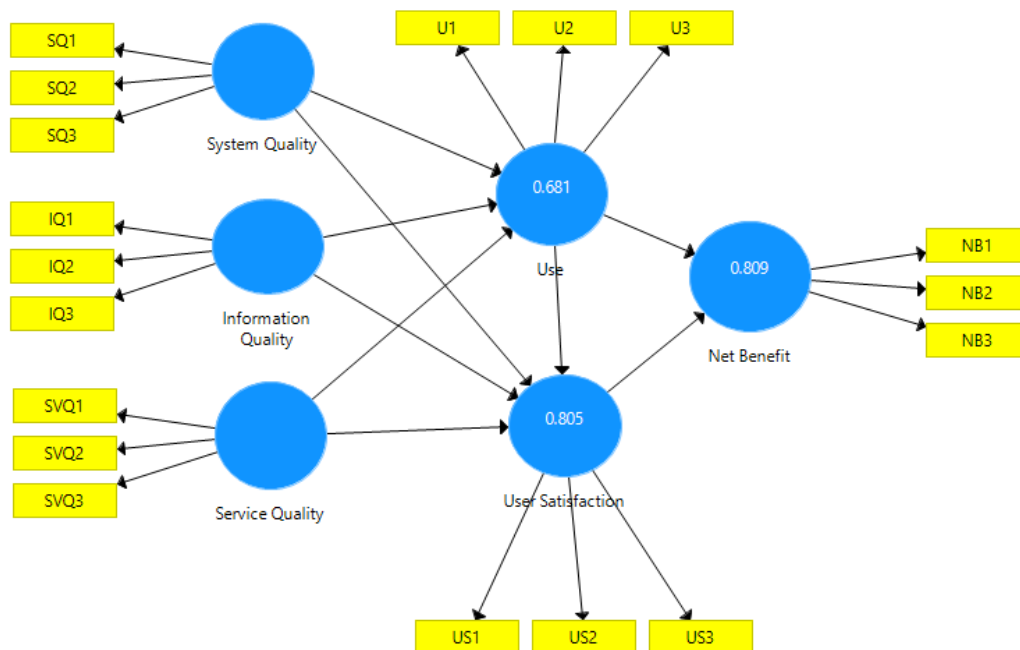 U1
U2
U3
SQ1
SQ2
SQ3
System Quality
0.681
Use
IQ1
IQ2
IQ3
Information
Quality
0.809
Net Benefit
NB1
NB2
NB3
SVQ1
SVQ2
SVQ3
Service Quality
0.805
User Satisfaction
US1
US2
US3